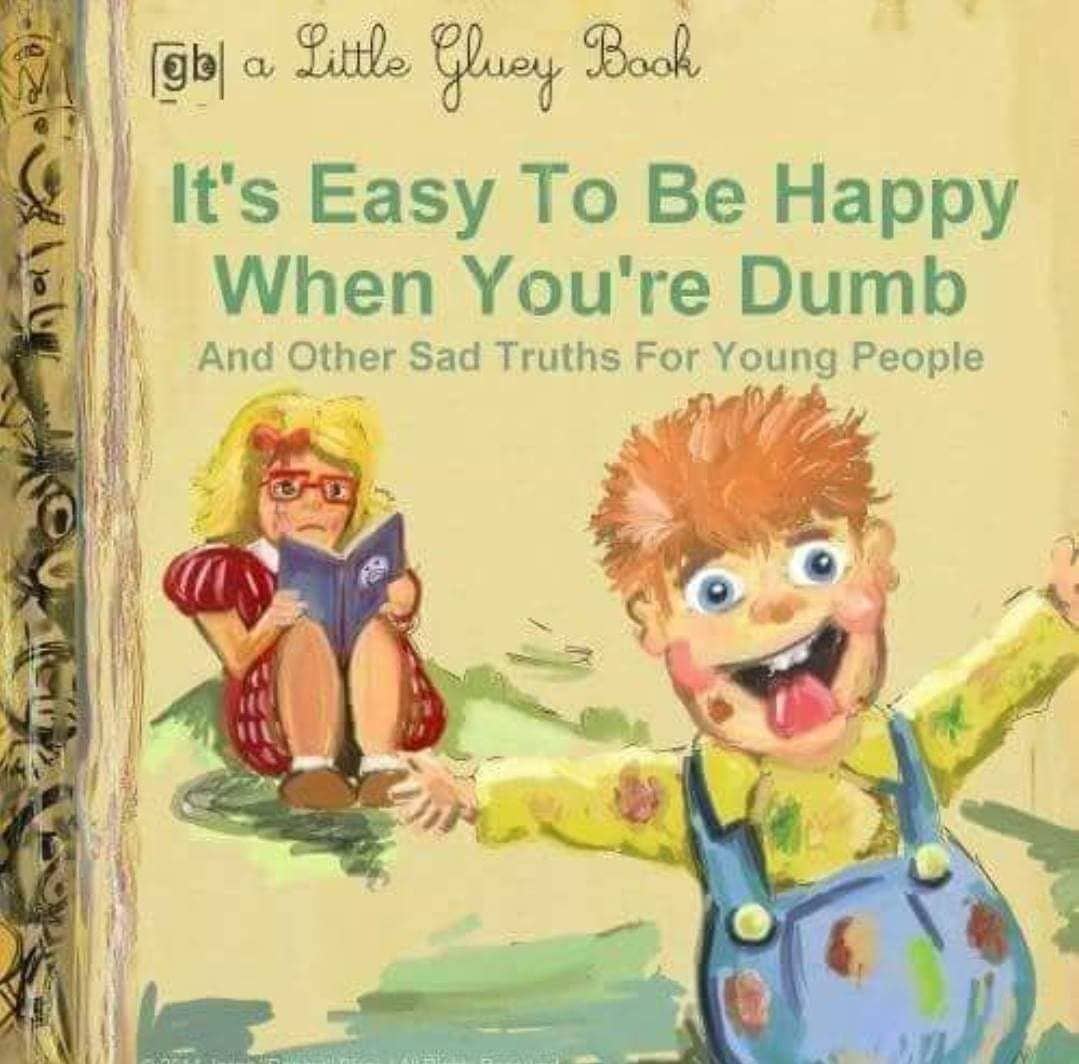 gb a Little Gluey Book
It's Easy To Be Happy
When You're Dumb
And Other Sad Truths For Young People